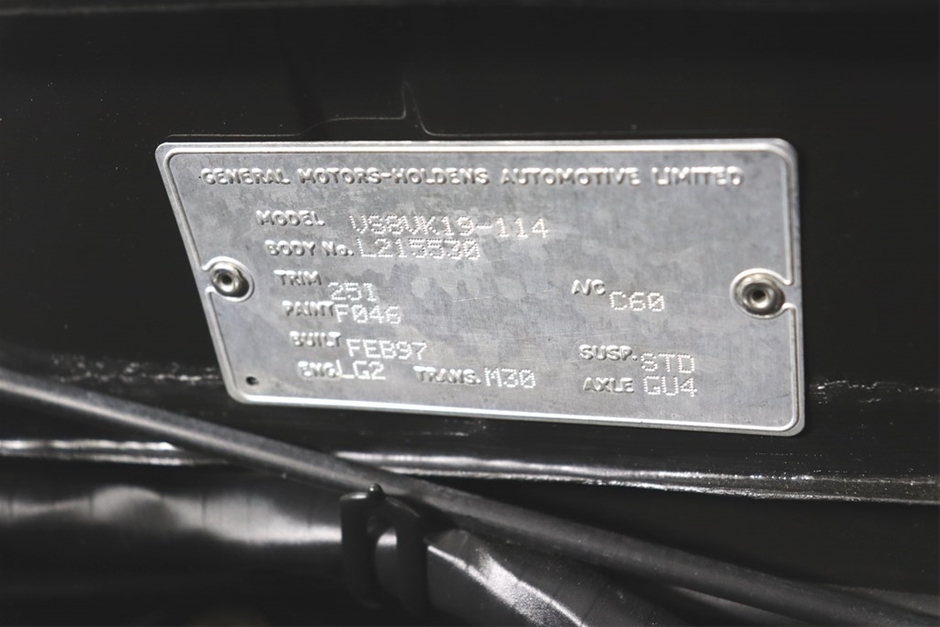 GENERAL MOTORS-HOLDENS AUTOMOTIVE LIMITED
MODEL VS8VK19-114
BODY No. L215530
TRIM 25I A/C C60
PAINT F046
BUILT FEB97 SUSP. STD
ENG LG2 TRANS. M30 AXLE GU4